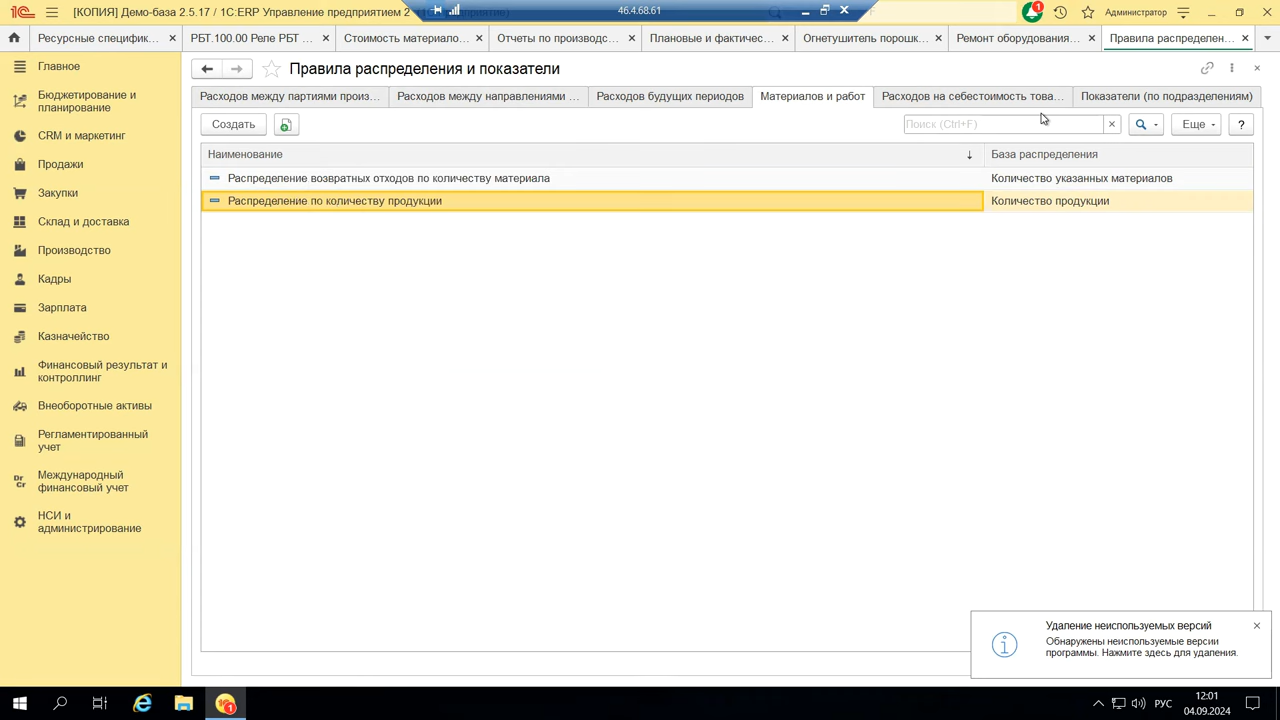 [КОПИЯ] Демо-база 2.5.17 / 1С:ERP Управление предприятием 2
46.4.68.61
Администратор
Ресурсные специфик...
РБТ.100.00 Реле РБТ ...
Стоимость материало...
Отчеты по производс...
Плановые и фактичес...
Огнетушитель порошк...
Ремонт оборудования...
Правила распределен...
Главное
Бюджетирование и
планирование
CRM и маркетинг
Продажи
Закупки
Склад и доставка
Производство
Кадры
Зарплата
Казначейство
Финансовый результат и
контроллинг
Внеоборотные активы
Регламентированный
учет
Международный
финансовый учет
НСИ и
администрирование
Правила распределения и показатели
Расходов между партиями произ...
Расходов между направлениями ...
Расходов будущих периодов
Материалов и работ
Расходов на себестоимость това...
Показатели (по подразделениям)
Создать
Поиск (Ctrl+F)
Еще
?
Наименование
База распределения
Распределение возвратных отходов по количеству материала
Количество указанных материалов
Распределение по количеству продукции
Количество продукции
Удаление неиспользуемых версий
Обнаружены неиспользуемые версии
программы. Нажмите здесь для удаления.
РУС
12:01
04.09.2024